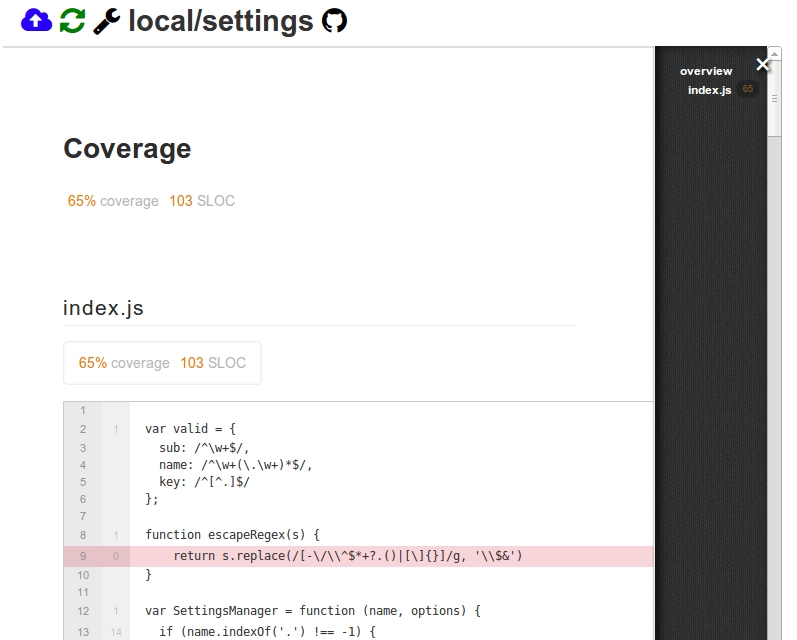 local/settings
overview
index.js 65
Coverage
65% coverage 103 SLOC
index.js
65% coverage 103 SLOC
1
2 1 var valid = {
3 sub: /^\w+$/,
4 name: /^\w+(\.\w+)*$/,
5 key: /^[^.]$/
6 };
7
8 1 function escapeRegex(s) {
9 0 return s.replace(/[-\/\\^$*+?.()|[\]{}]/g, '\\$&')
10 }
11
12 1 var SettingsManager = function (name, options) {
13 14 if (name.indexOf('.') !== -1) {